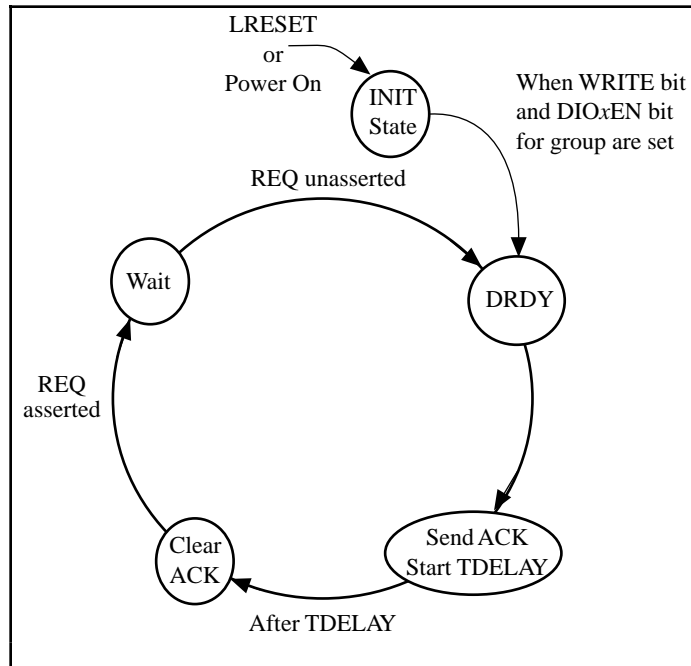 LRESET
or
Power On
INIT
State
When WRITE bit
and DIOxEN bit
for group are set
REQ unasserted
Wait
DRDY
REQ
asserted
Send ACK
Start TDELAY
Clear
ACK
After TDELAY